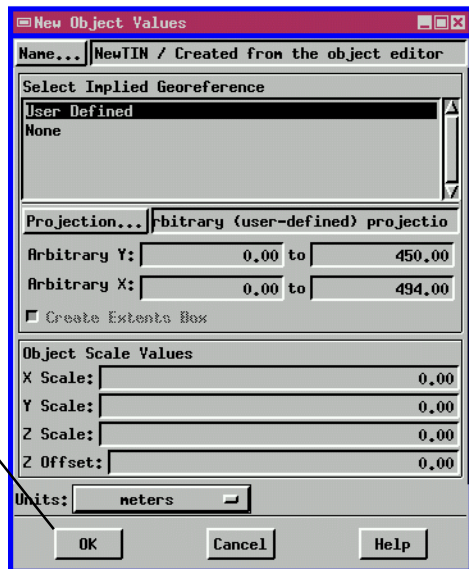 New Object Values
Name... NewTIN / Created from the object editor
Select Implied Georeference
User Defined
None
Projection... rbitrary (user-defined) projectio
Arbitrary Y: 0.00 to 450.00
Arbitrary X: 0.00 to 494.00
Create Extents Box
Object Scale Values
X Scale: 0.00
Y Scale: 0.00
Z Scale: 0.00
Z Offset: 0.00
Units: meters
OK Cancel Help